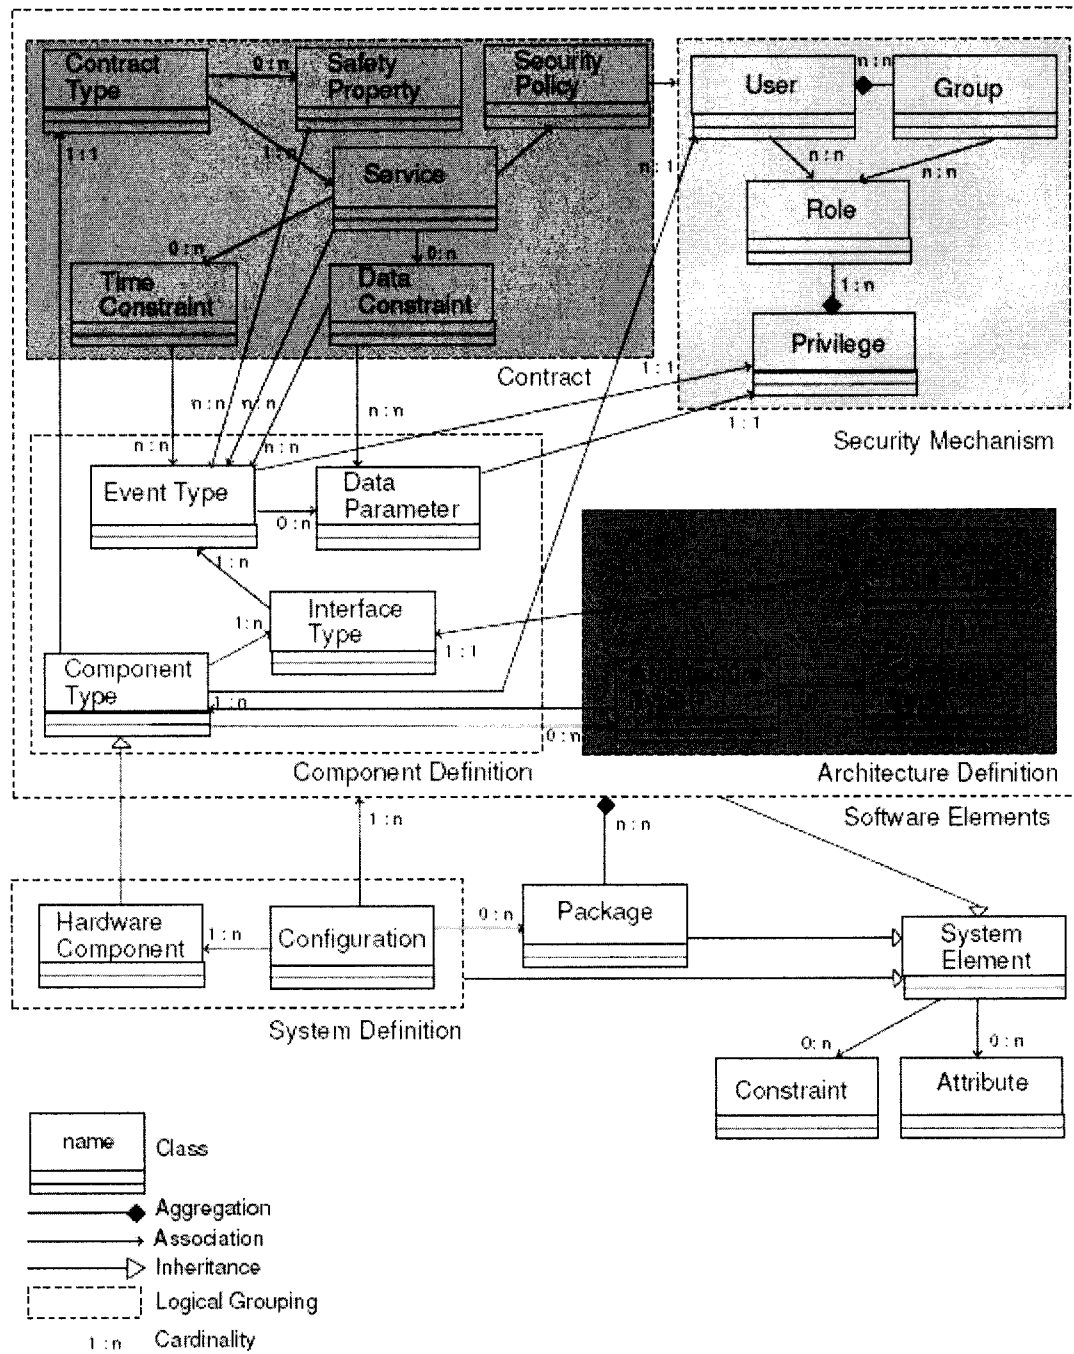 Contract
Type
0:n
Safety
Property
Security
Policy
User
n:n
Group
1:1
1:n
Service
n:1
n:n
n:n
Role
0:n
0:n
1:n
Time
Constraint
Data
Constraint
Privilege
Contract
1:1
n:n
n:n
n:n
1:1
n:n
n:n
Security Mechanism
Event Type
Data
Parameter
0:n
1:n
Interface
Type
1:n
1:1
Component
Type
1:n
0:n
Component Definition
Architecture Definition
1:n
n:n
Software Elements
Hardware
Component
1:n
Configuration
0:n
Package
System
Element
System Definition
0:n
0:n
Constraint
Attribute
name
Class
Aggregation
Association
Inheritance
Logical Grouping
1:n
Cardinality